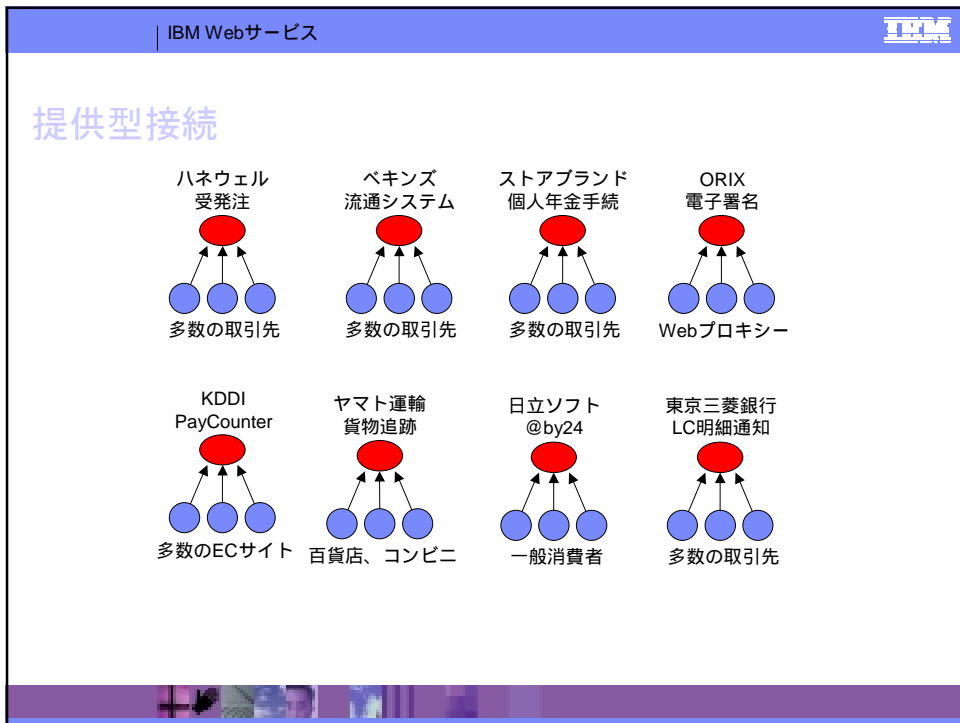 IBM Webサービス
IBM
提供型接続
ハネウェル
受発注
多数の取引先
ベキンズ
流通システム
多数の取引先
ストアブランド
個人年金手続
多数の取引先
ORIX
電子署名
Webプロキシー
KDDI
PayCounter
多数のECサイト
ヤマト運輸
貨物追跡
百貨店、コンビニ
日立ソフト
@by24
一般消費者
東京三菱銀行
LC明細通知
多数の取引先